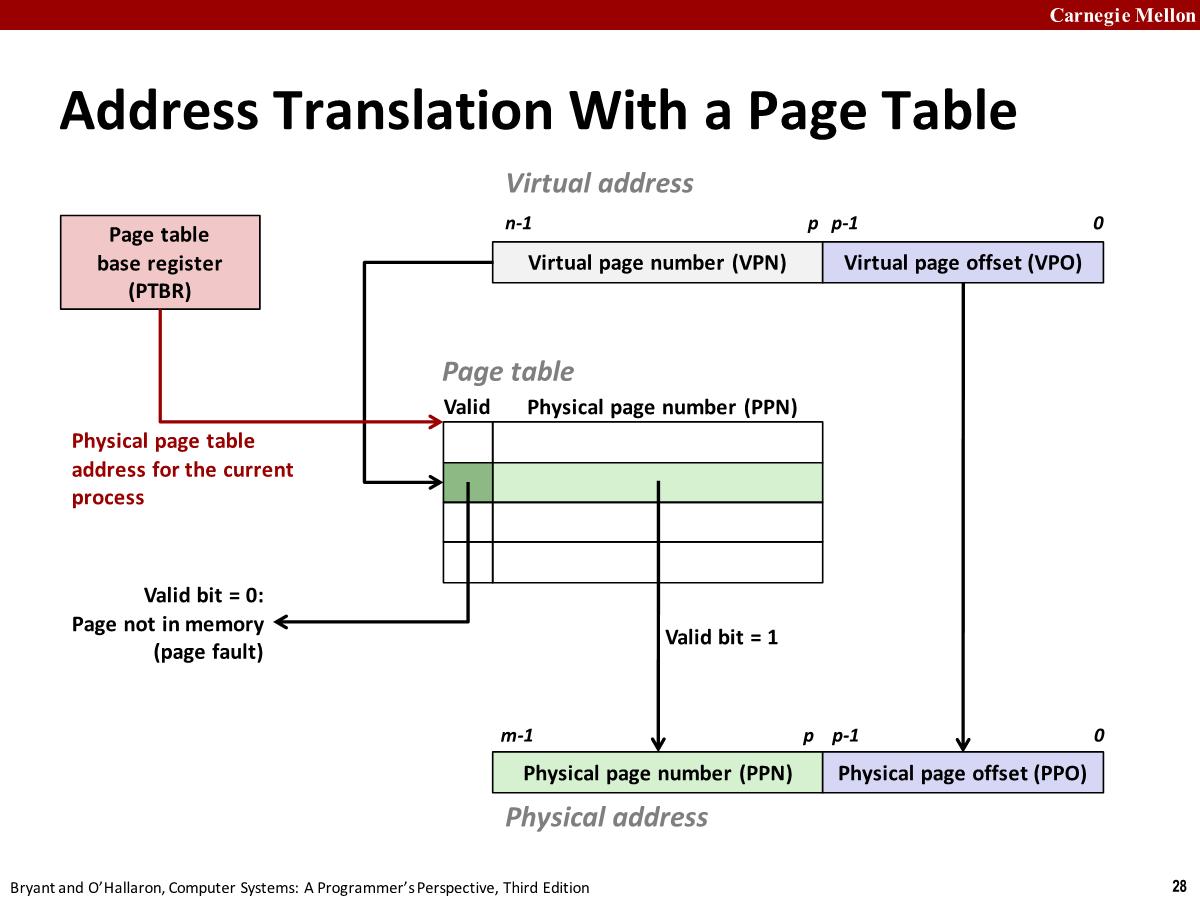 Carnegie Mellon
Address Translation With a Page Table
Virtual address
n-1 p p-1 0
Page table
base register
(PTBR)
Virtual page number (VPN) Virtual page offset (VPO)
Page table
Valid Physical page number (PPN)
Physical page table
address for the current
process
Valid bit = 0:
Page not in memory
(page fault)
Valid bit = 1
m-1 p p-1 0
Physical page number (PPN) Physical page offset (PPO)
Physical address
Bryant and O’Hallaron, Computer Systems: A Programmer’s Perspective, Third Edition 28